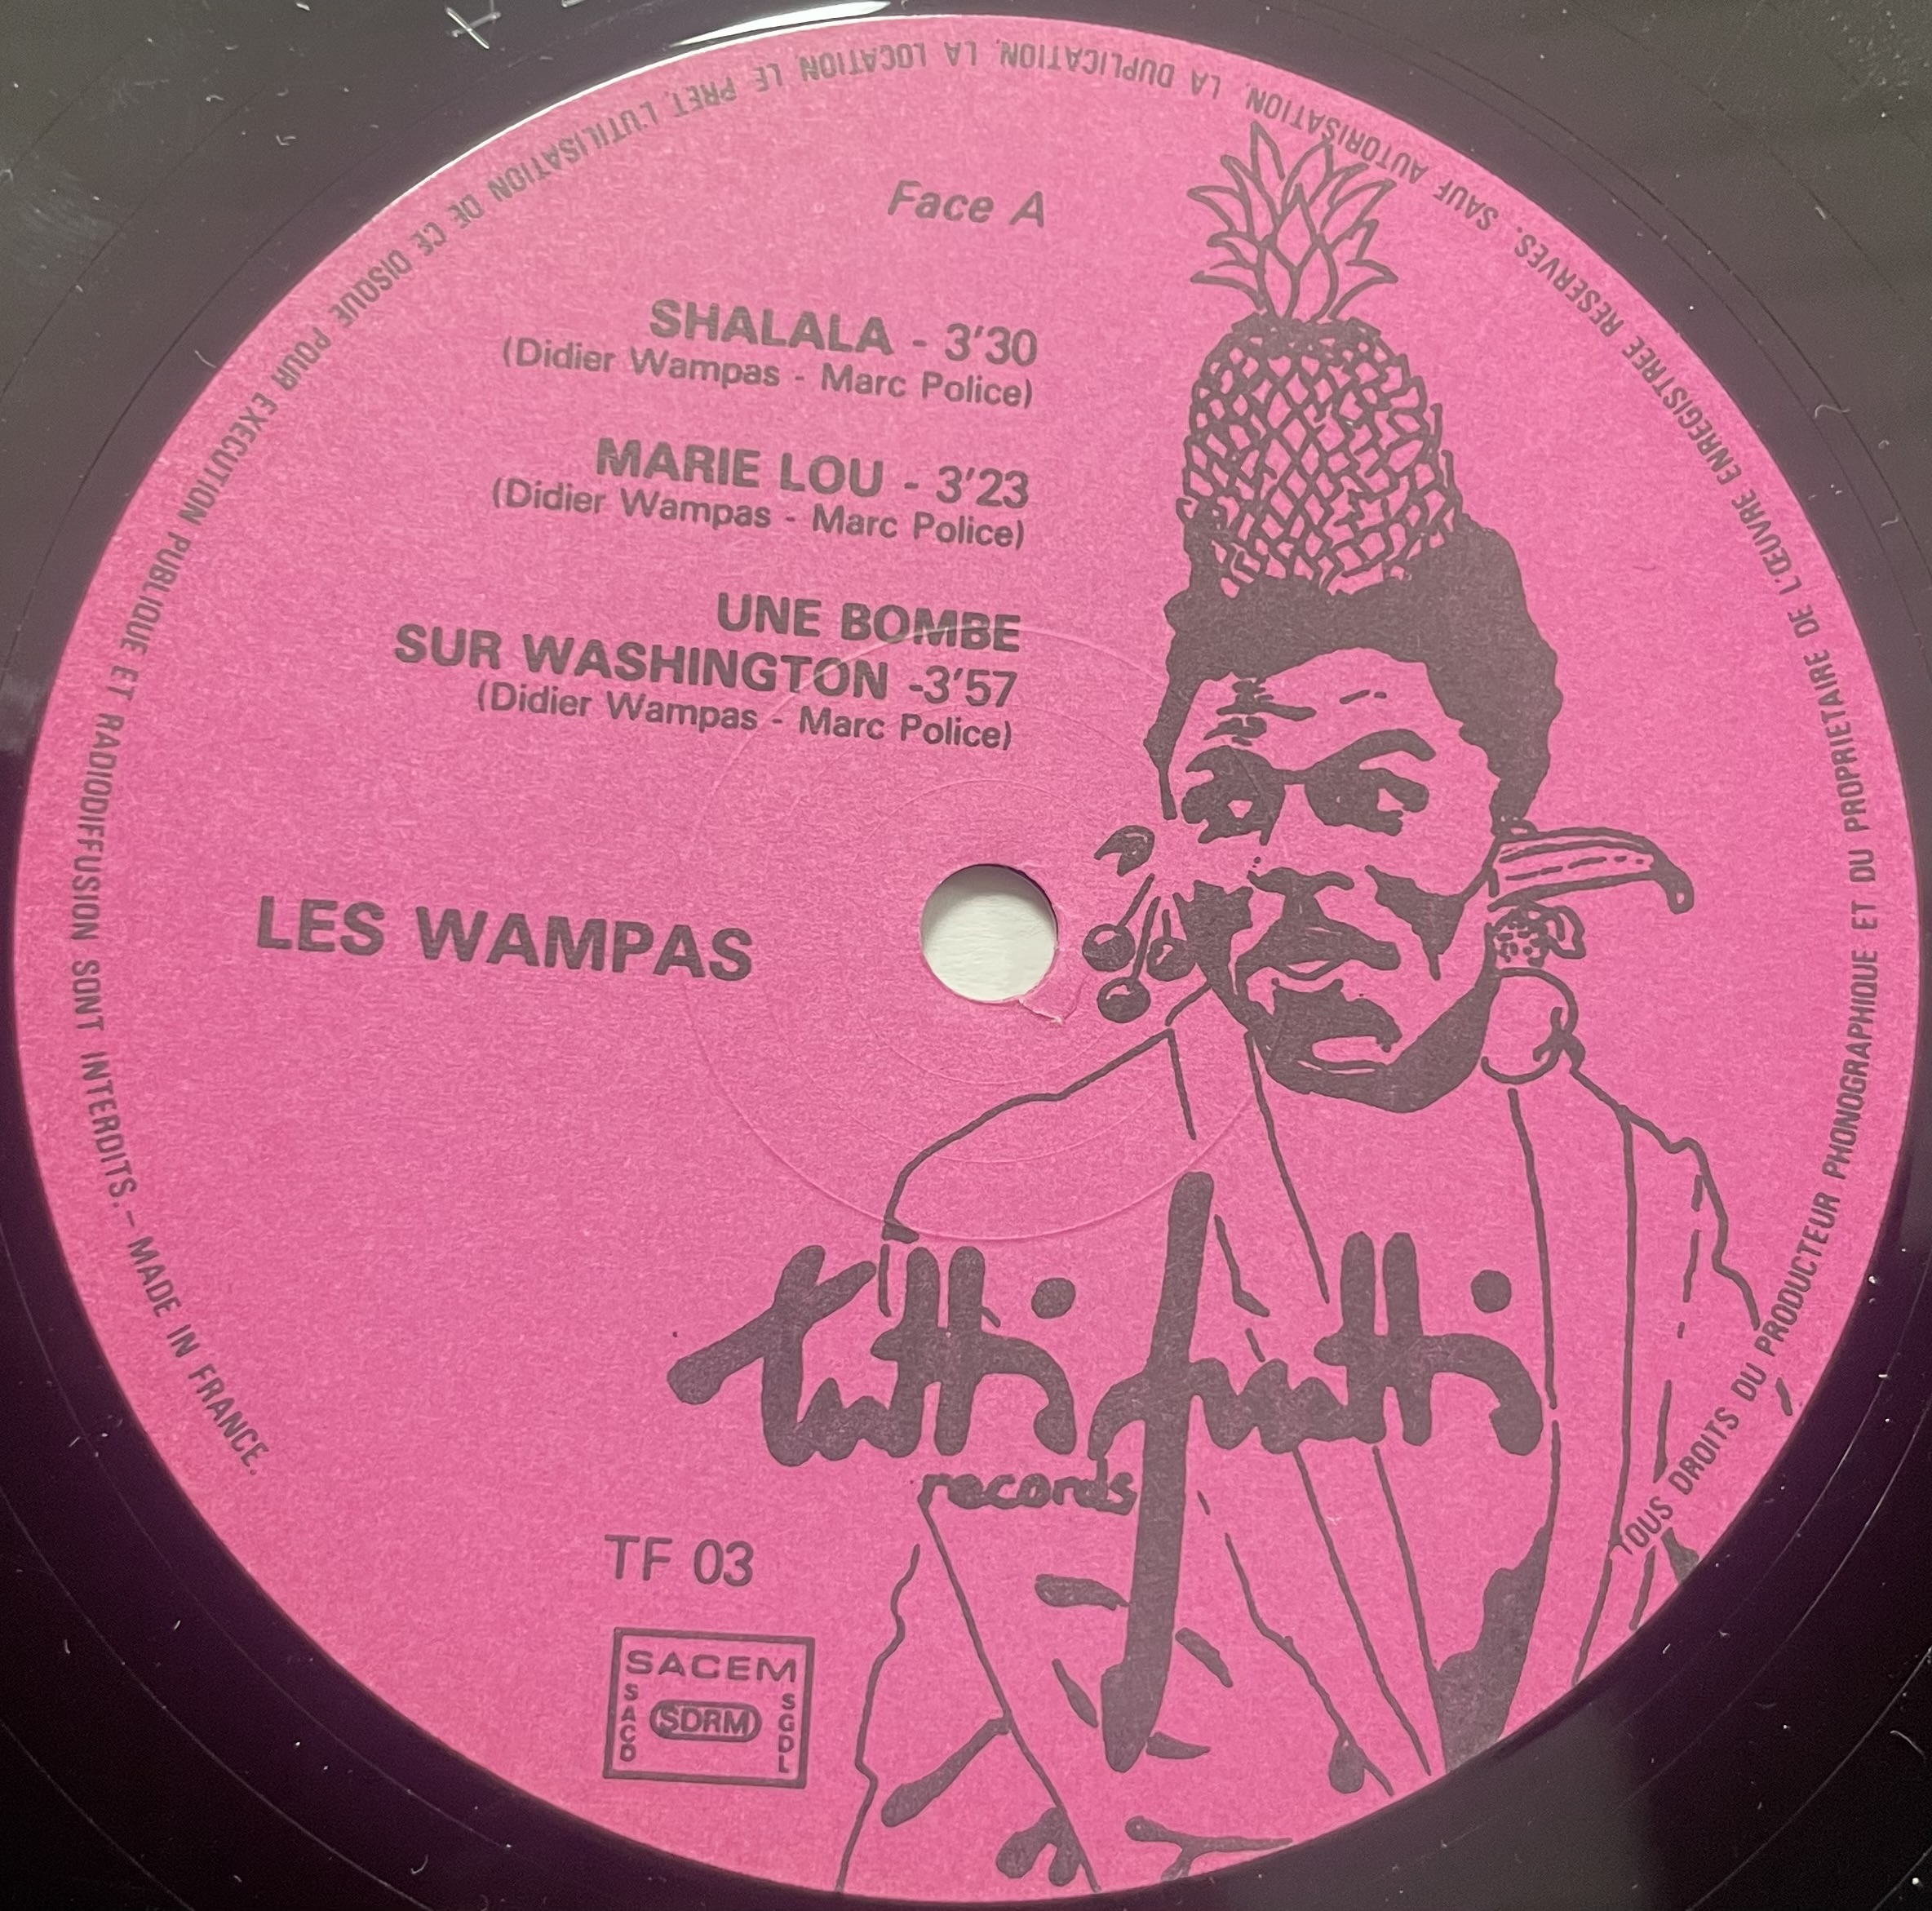 Face A
SHALALA - 3'30
(Didier Wampas - Marc Police)
MARIE LOU - 3'23
(Didier Wampas - Marc Police)
UNE BOMBE
SUR WASHINGTON -3'57
(Didier Wampas - Marc Police)
LES WAMPAS
Tutti frutti
records
TF 03
SACEM
SACD
SDRM
SGDL
TOUS DROITS DU PRODUCTEUR PHONOGRAPHIQUE ET DU PROPRIETAIRE DE L'ŒUVRE ENREGISTREE RESERVES. SAUF AUTORISATION, LA DUPLICATION, LA LOCATION, LE PRET, L'UTILISATION DE CE DISQUE POUR EXECUTION PUBLIQUE ET RADIODIFFUSION SONT INTERDITS. – MADE IN FRANCE.